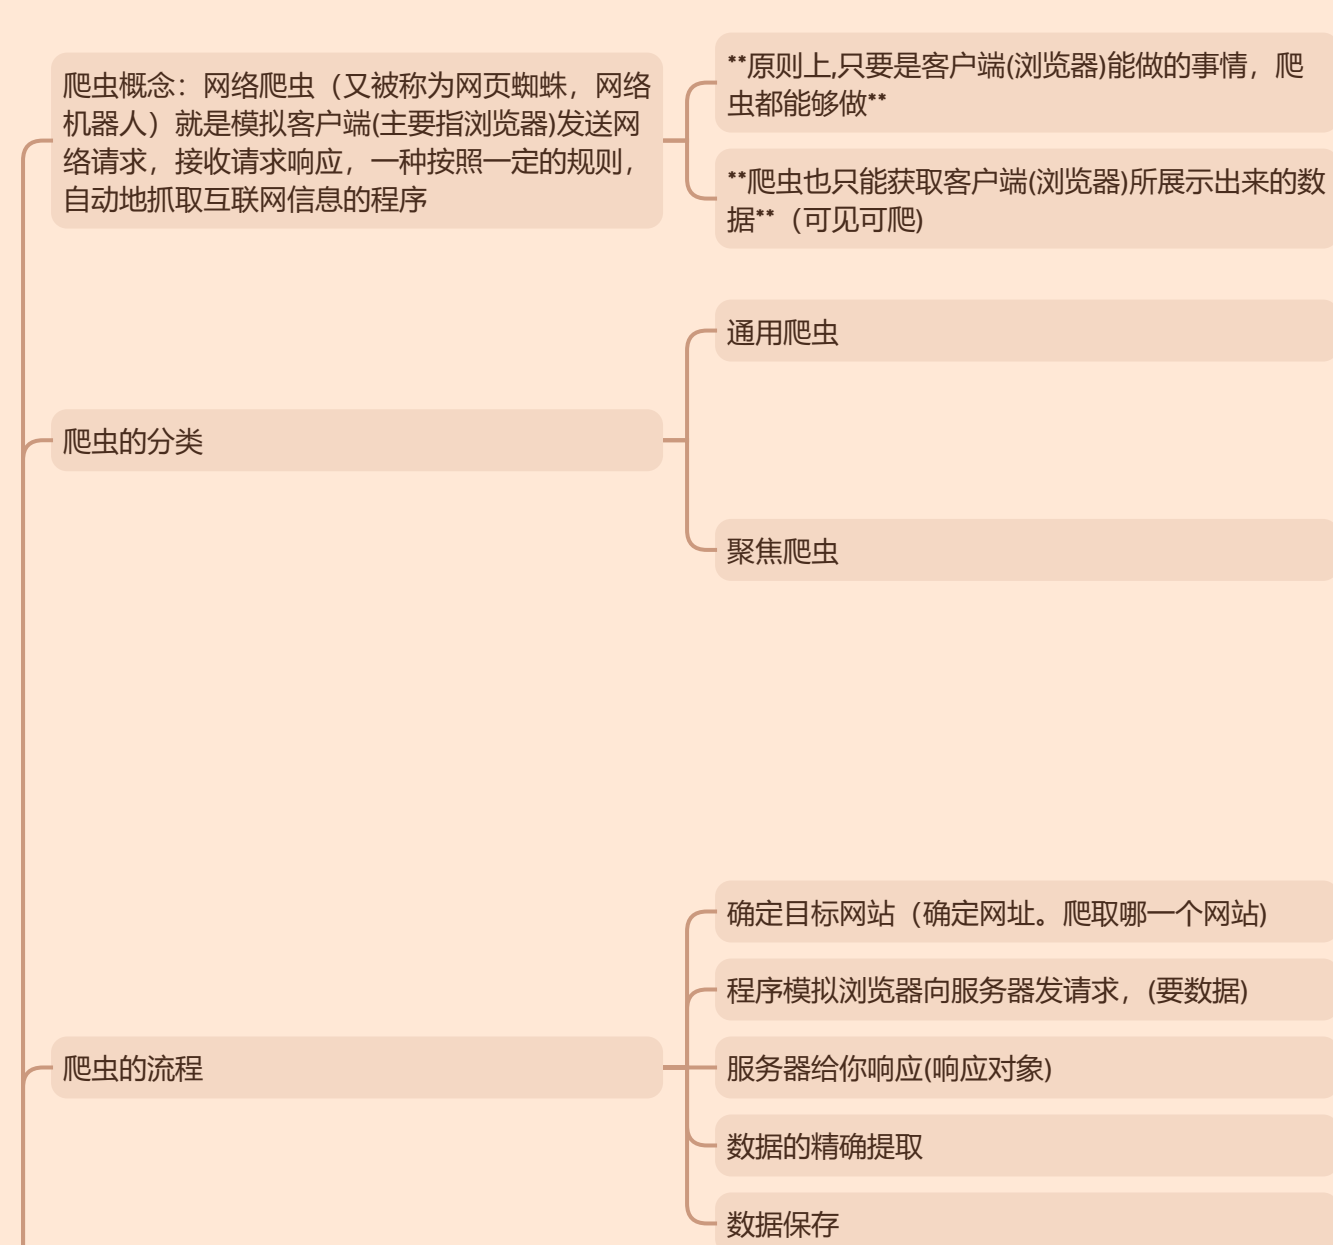 爬虫概念：网络爬虫（又被称为网页蜘蛛，网络
机器人）就是模拟客户端(主要指浏览器)发送网
络请求，接收请求响应，一种按照一定的规则，
自动地抓取互联网信息的程序
**原则上,只要是客户端(浏览器)能做的事情，爬
虫都能够做**
**爬虫也只能获取客户端(浏览器)所展示出来的数
据**（可见可爬)
爬虫的分类
通用爬虫
聚焦爬虫
爬虫的流程
确定目标网站（确定网址。爬取哪一个网站)
程序模拟浏览器向服务器发请求，(要数据)
服务器给你响应(响应对象)
数据的精确提取
数据保存